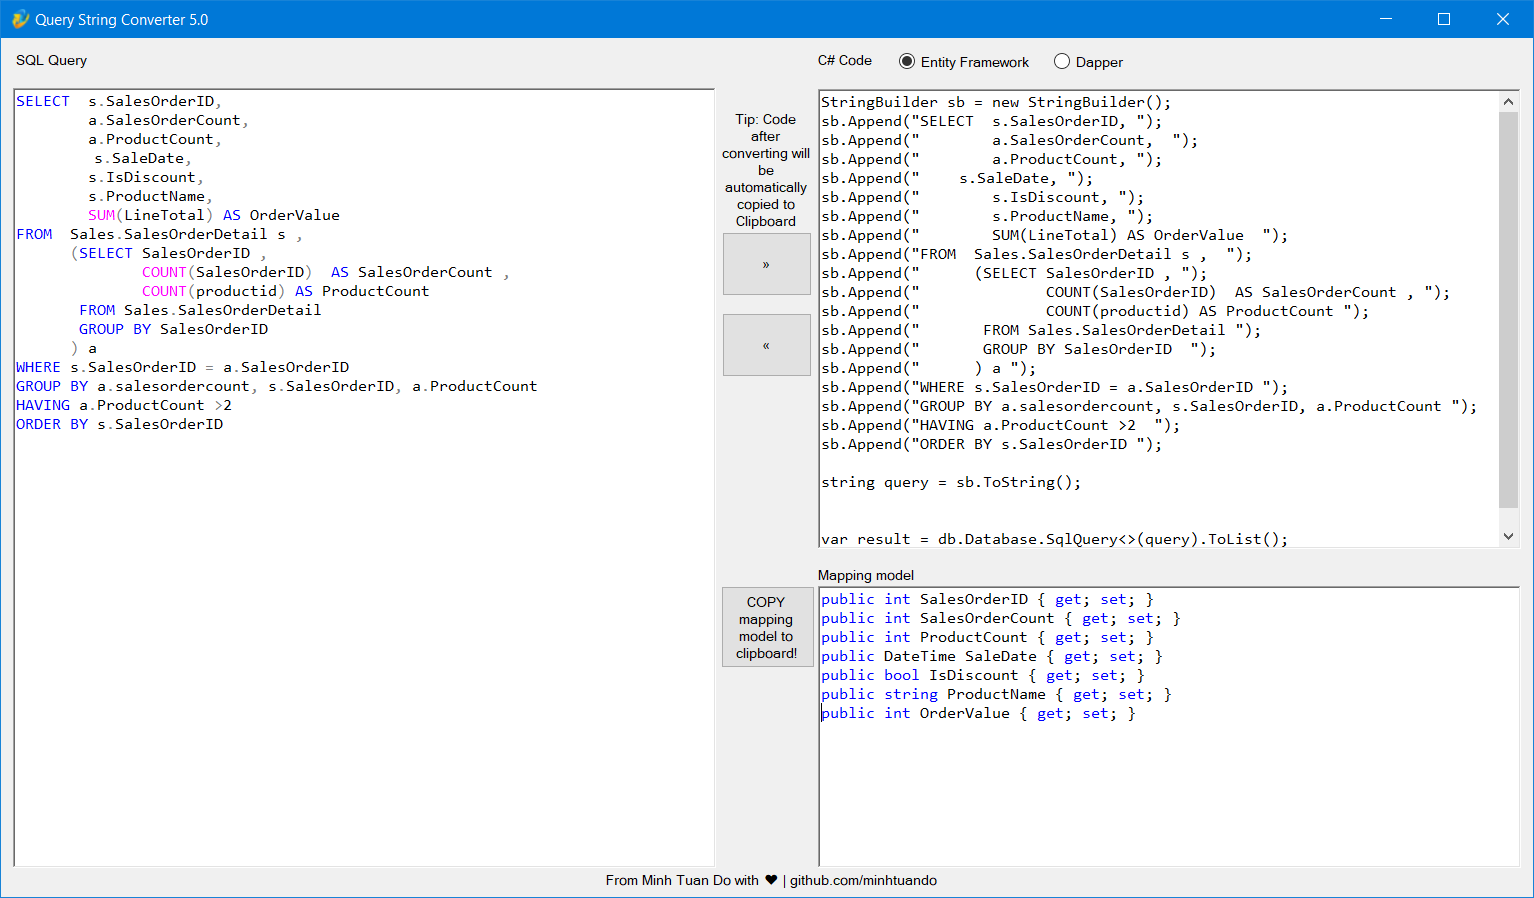 Query String Converter 5.0
SQL Query
SELECT  s.SalesOrderID,
        a.SalesOrderCount,
        a.ProductCount,
         s.SaleDate,
        s.IsDiscount,
        s.ProductName,
        SUM(LineTotal) AS OrderValue
FROM  Sales.SalesOrderDetail s ,
      (SELECT SalesOrderID ,
              COUNT(SalesOrderID)  AS SalesOrderCount ,
              COUNT(productid) AS ProductCount
       FROM Sales.SalesOrderDetail
       GROUP BY SalesOrderID
      ) a
WHERE s.SalesOrderID = a.SalesOrderID
GROUP BY a.salesordercount, s.SalesOrderID, a.ProductCount
HAVING a.ProductCount >2
ORDER BY s.SalesOrderID
Tip: Code
after
converting will
be
automatically
copied to
Clipboard
»
«
C# Code
Entity Framework
Dapper
StringBuilder sb = new StringBuilder();
sb.Append("SELECT  s.SalesOrderID, ");
sb.Append("        a.SalesOrderCount,  ");
sb.Append("        a.ProductCount, ");
sb.Append("    s.SaleDate, ");
sb.Append("        s.IsDiscount, ");
sb.Append("        s.ProductName, ");
sb.Append("        SUM(LineTotal) AS OrderValue  ");
sb.Append("FROM  Sales.SalesOrderDetail s ,  ");
sb.Append("      (SELECT SalesOrderID , ");
sb.Append("              COUNT(SalesOrderID)  AS SalesOrderCount , ");
sb.Append("              COUNT(productid) AS ProductCount ");
sb.Append("       FROM Sales.SalesOrderDetail ");
sb.Append("       GROUP BY SalesOrderID  ");
sb.Append("      ) a ");
sb.Append("WHERE s.SalesOrderID = a.SalesOrderID ");
sb.Append("GROUP BY a.salesordercount, s.SalesOrderID, a.ProductCount ");
sb.Append("HAVING a.ProductCount >2  ");
sb.Append("ORDER BY s.SalesOrderID ");
string query = sb.ToString();
var result = db.Database.SqlQuery<>(query).ToList();
COPY
mapping
model to
clipboard!
Mapping model
public int SalesOrderID { get; set; }
public int SalesOrderCount { get; set; }
public int ProductCount { get; set; }
public DateTime SaleDate { get; set; }
public bool IsDiscount { get; set; }
public string ProductName { get; set; }
public int OrderValue { get; set; }
From Minh Tuan Do with ❤ | github.com/minhtuando